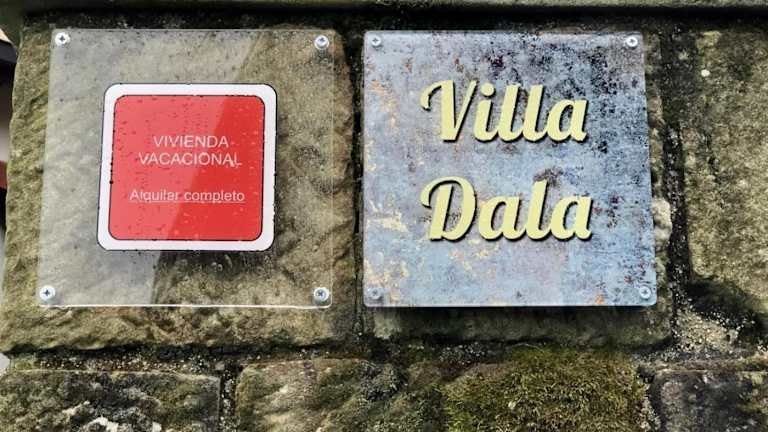 VIVIENDA
VACACIONAL
Alquiler completo
Villa
Dala